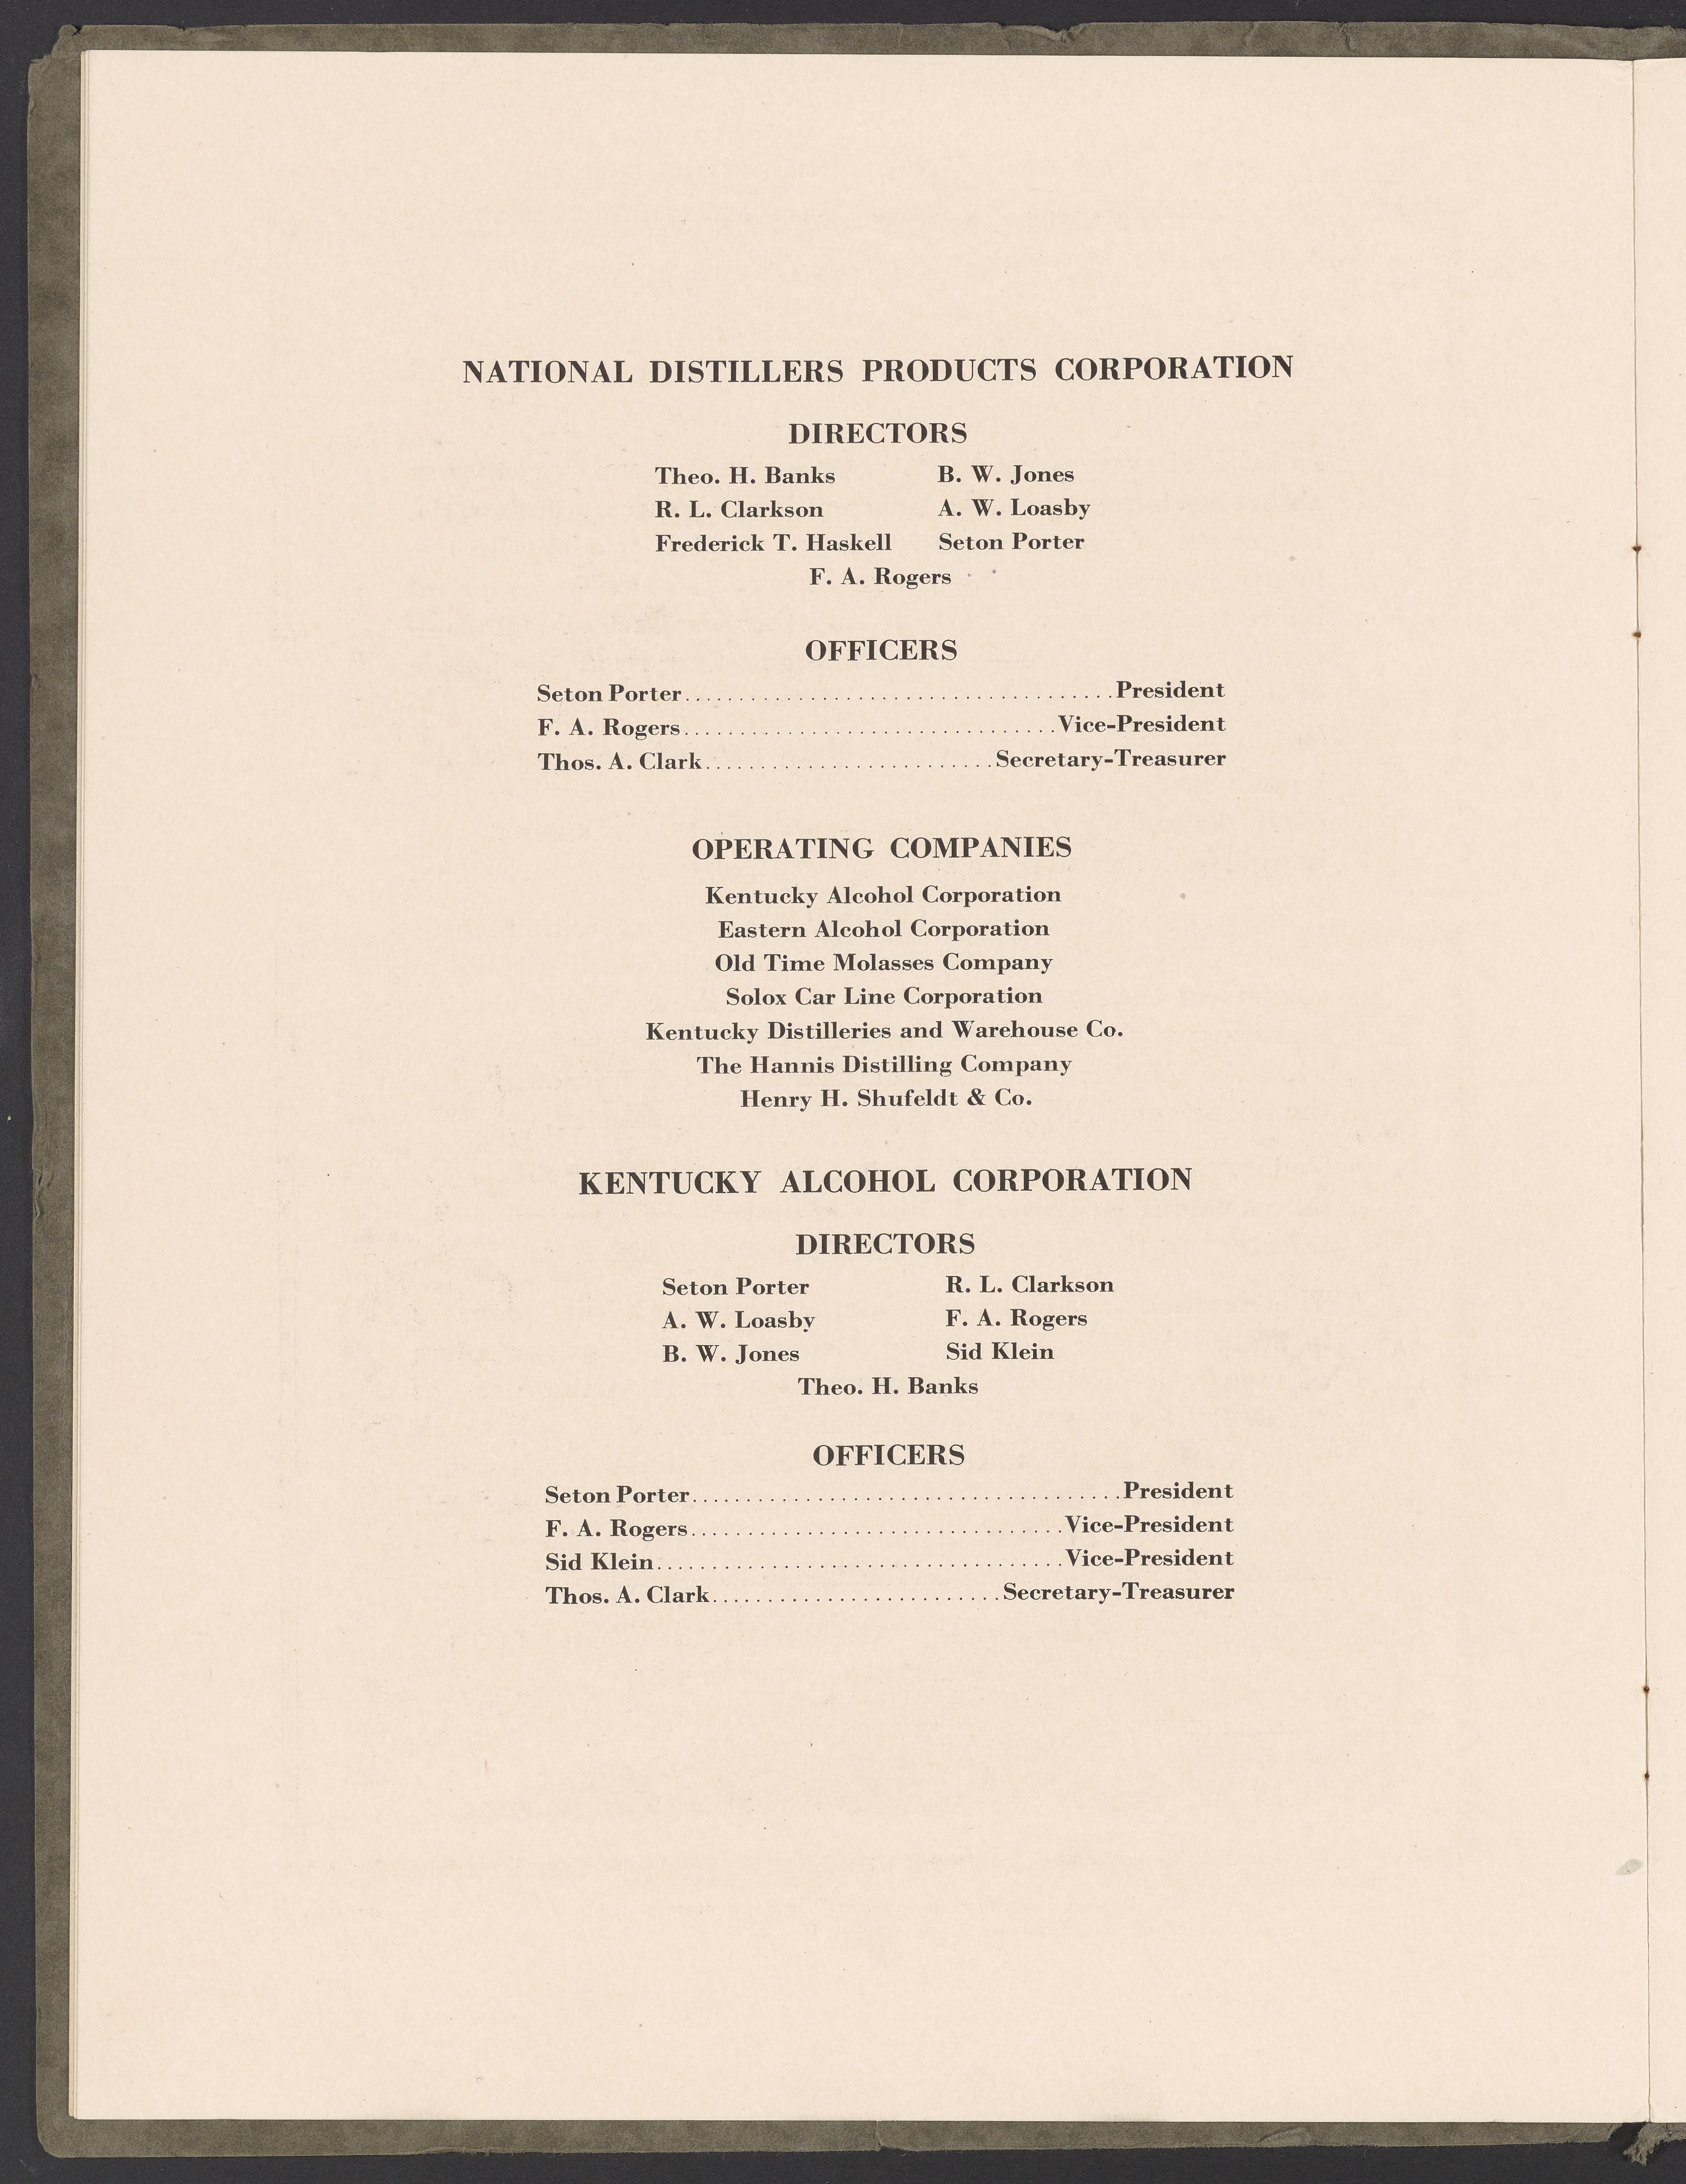 NATIONAL DISTILLERS PRODUCTS CORPORATION
DIRECTORS
Theo. H. Banks B. W. Jones
R. L. Clarkson A. W. Loasby
Frederick T. Haskell Seton Porter
F. A. Rogers
OFFICERS
Seton Porter....................................President
F. A. Rogers...............................Vice-President
Thos. A. Clark........................Secretary-Treasurer
OPERATING COMPANIES
Kentucky Alcohol Corporation
Eastern Alcohol Corporation
Old Time Molasses Company
Solox Car Line Corporation
Kentucky Distilleries and Warehouse Co.
The Hannis Distilling Company
Henry H. Shufeldt & Co.
KENTUCKY ALCOHOL CORPORATION
DIRECTORS
Seton Porter R. L. Clarkson
A. W. Loasby F. A. Rogers
B. W. Jones Sid Klein
Theo. H. Banks
OFFICERS
Seton Porter....................................President
F. A. Rogers...............................Vice-President
Sid Klein..................................Vice-President
Thos. A. Clark........................Secretary-Treasurer